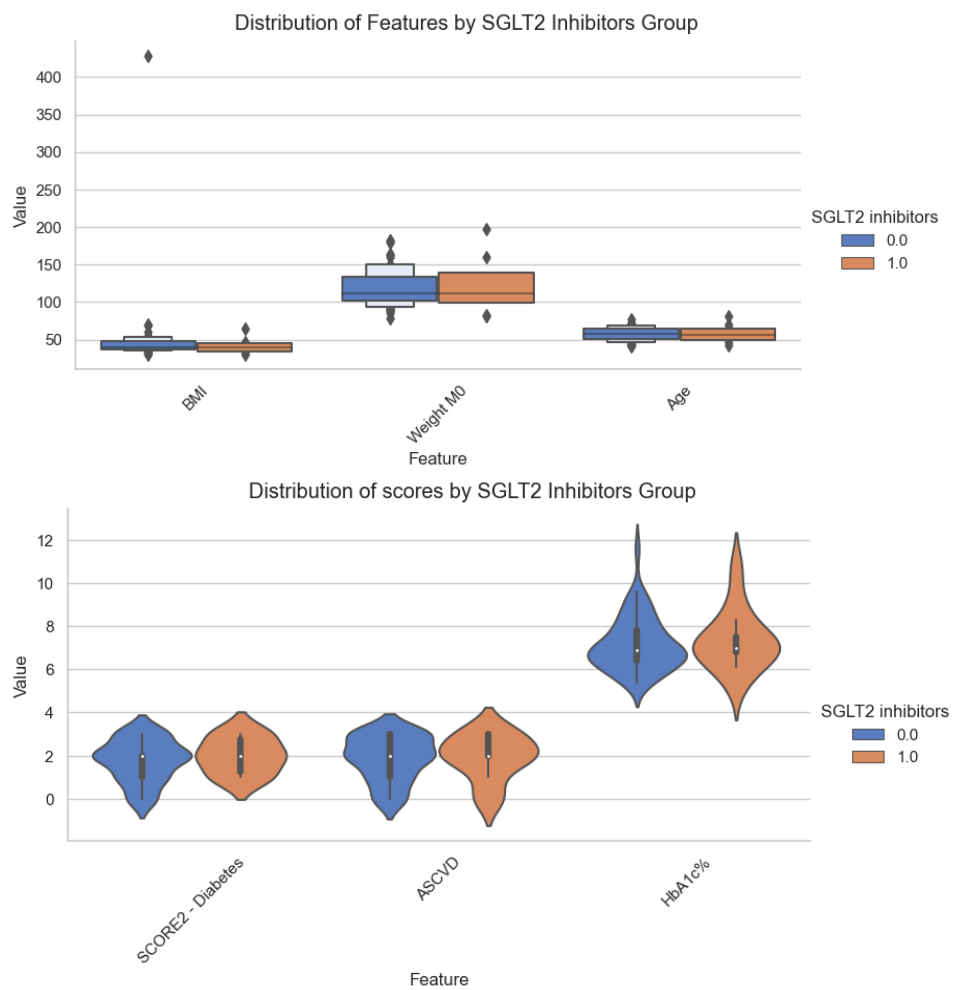 Distribution of Features by SGLT2 Inhibitors Group
400
350
300
250
200
150
100
50
Value
BMI
Weight M0
Age
Feature
SGLT2 inhibitors
0.0
1.0
Distribution of scores by SGLT2 Inhibitors Group
12
10
8
6
4
2
0
Value
SCORE2 - Diabetes
ASCVD
HbA1c%
Feature
SGLT2 inhibitors
0.0
1.0